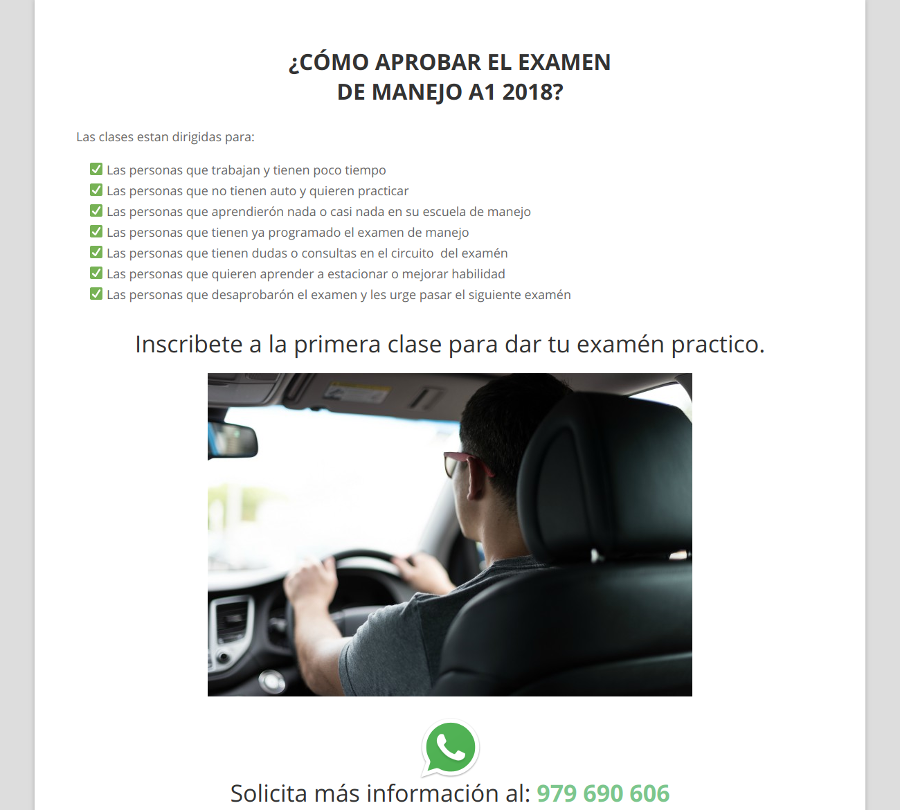 ¿CÓMO APROBAR EL EXAMEN
DE MANEJO A1 2018?
Las clases estan dirigidas para:
Las personas que trabajan y tienen poco tiempo
Las personas que no tienen auto y quieren practicar
Las personas que aprendierón nada o casi nada en su escuela de manejo
Las personas que tienen ya programado el examen de manejo
Las personas que tienen dudas o consultas en el circuito  del examén
Las personas que quieren aprender a estacionar o mejorar habilidad
Las personas que desaprobarón el examen y les urge pasar el siguiente examén
Inscribete a la primera clase para dar tu examén practico.
Solicita más información al: 979 690 606